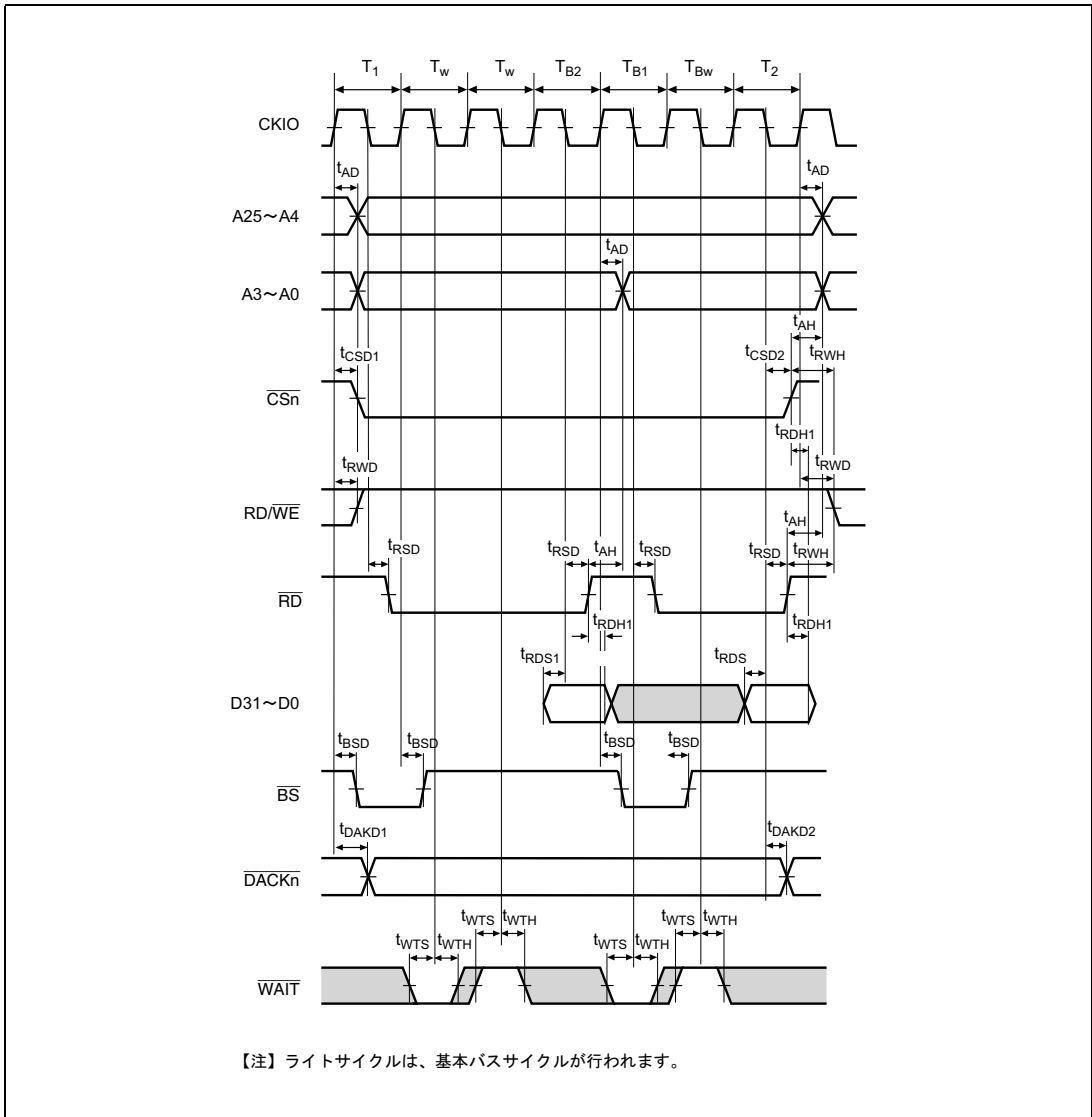 T1 Tw Tw TB2 TB1 TBw T2
CKIO
tAD tAD
A25～A4
tAD
A3～A0
tAH
tCSD1 tCSD2 tRWH
CSn
tRDH1
tRWD tRWD
RD/WE
tAH
tRSD tRSD tAH tRSD tRSD tRWH
RD
tRDH1 tRDH1
tRDS1 tRDS
D31～D0
tBSD tBSD tBSD tBSD
BS
tDAKD1 tDAKD2
DACKn
tWTS tWTH tWTS tWTH
tWTS tWTH tWTS tWTH
WAIT
【注】ライトサイクルは、基本バスサイクルが行われます。